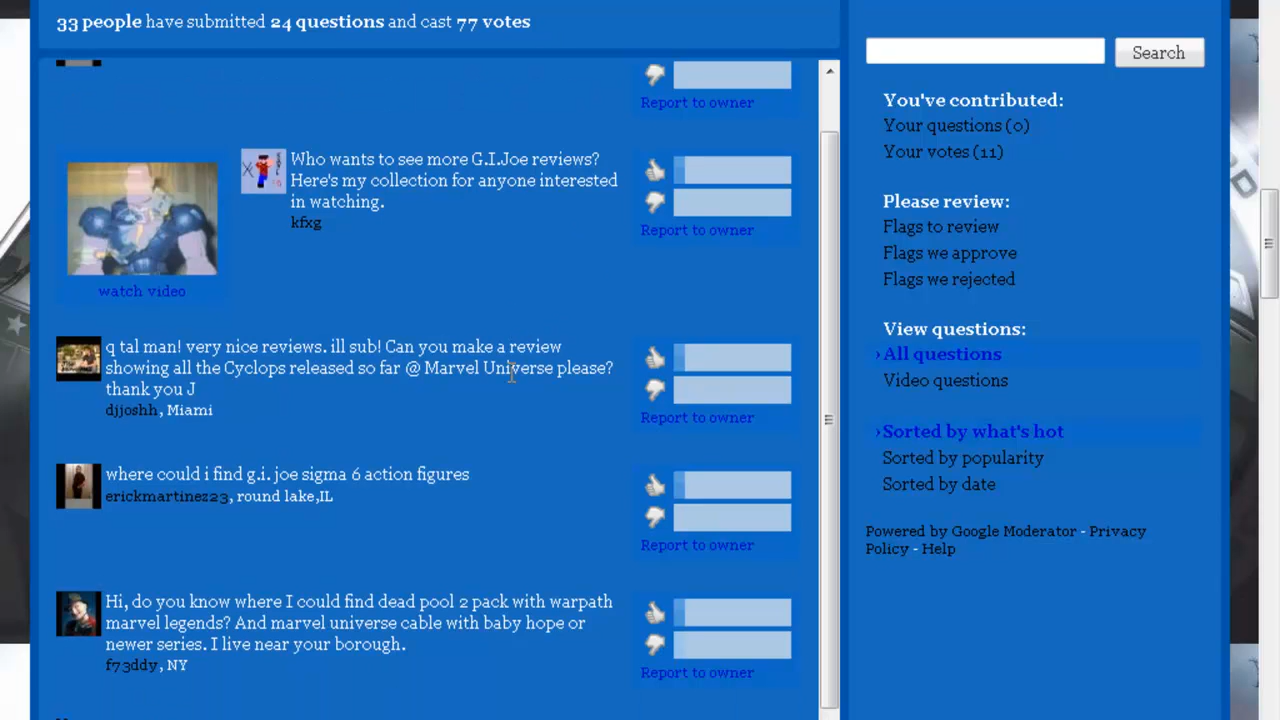 33 people have submitted 24 questions and cast 77 votes
Search
Report to owner
You've contributed:
Your questions (0)
Your votes (11)
Who wants to see more G.I.Joe reviews?
Here's my collection for anyone interested
in watching.
kfxg
Report to owner
watch video
Please review:
Flags to review
Flags we approve
Flags we rejected
q tal man! very nice reviews. ill sub! Can you make a review
showing all the Cyclops released so far @ Marvel Universe please?
thank you J
djjoshh, Miami
Report to owner
View questions:
›All questions
Video questions
›Sorted by what's hot
Sorted by popularity
Sorted by date
where could i find g.i. joe sigma 6 action figures
erickmartinez23, round lake,IL
Report to owner
Powered by Google Moderator - Privacy
Policy - Help
Hi, do you know where I could find dead pool 2 pack with warpath
marvel legends? And marvel universe cable with baby hope or
newer series. I live near your borough.
f73ddy, NY
Report to owner